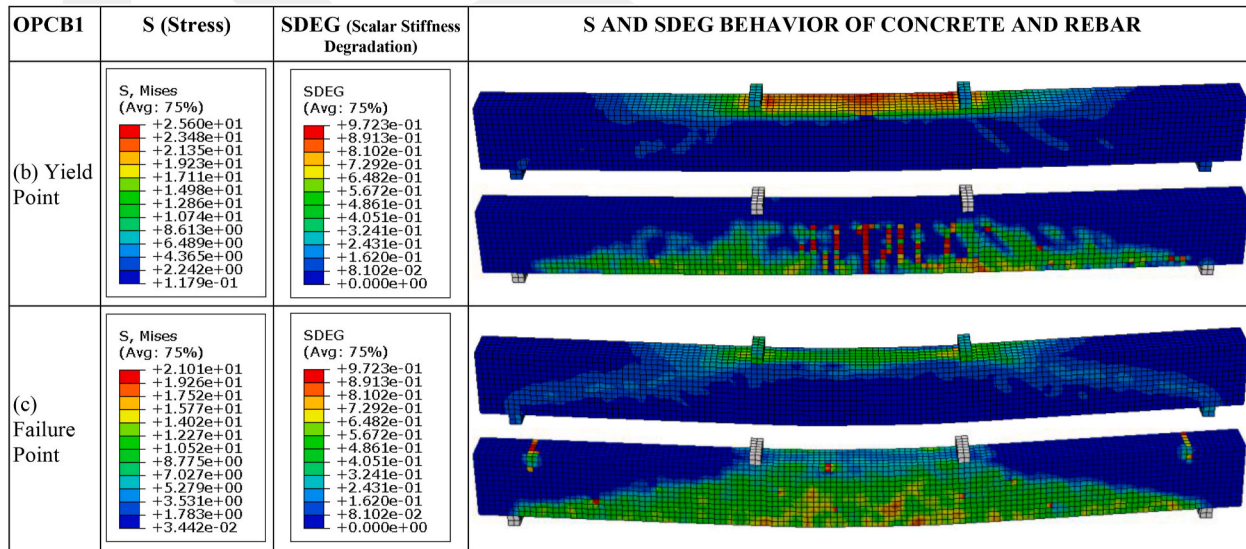 OPCB1
S (Stress)
SDEG (Scalar Stiffness
Degradation)
S AND SDEG BEHAVIOR OF CONCRETE AND REBAR
(b) Yield
Point
S, Mises
(Avg: 75%)
+2.560e+01
+2.348e+01
+2.135e+01
+1.923e+01
+1.711e+01
+1.498e+01
+1.286e+01
+1.074e+01
+8.613e+00
+6.489e+00
+4.365e+00
+2.242e+00
+1.179e-01
SDEG
(Avg: 75%)
+9.723e-01
+8.913e-01
+8.102e-01
+7.292e-01
+6.482e-01
+5.672e-01
+4.861e-01
+4.051e-01
+3.241e-01
+2.431e-01
+1.620e-01
+8.102e-02
+0.000e+00
(c)
Failure
Point
S, Mises
(Avg: 75%)
+2.101e+01
+1.926e+01
+1.752e+01
+1.577e+01
+1.402e+01
+1.227e+01
+1.052e+01
+8.775e+00
+7.027e+00
+5.279e+00
+3.531e+00
+1.783e+00
+3.442e-02
SDEG
(Avg: 75%)
+9.723e-01
+8.913e-01
+8.102e-01
+7.292e-01
+6.482e-01
+5.672e-01
+4.861e-01
+4.051e-01
+3.241e-01
+2.431e-01
+1.620e-01
+8.102e-02
+0.000e+00